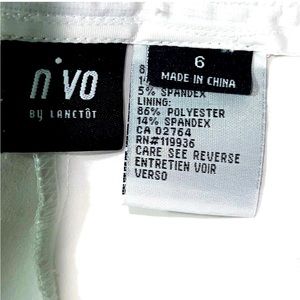 nivo
BY LANCTÔT
6
MADE IN CHINA
5% SPANDEX
LINING:
86% POLYESTER
14% SPANDEX
CA 02764
RN#119936
CARE SEE REVERSE
ENTRETIEN VOIR
VERSO